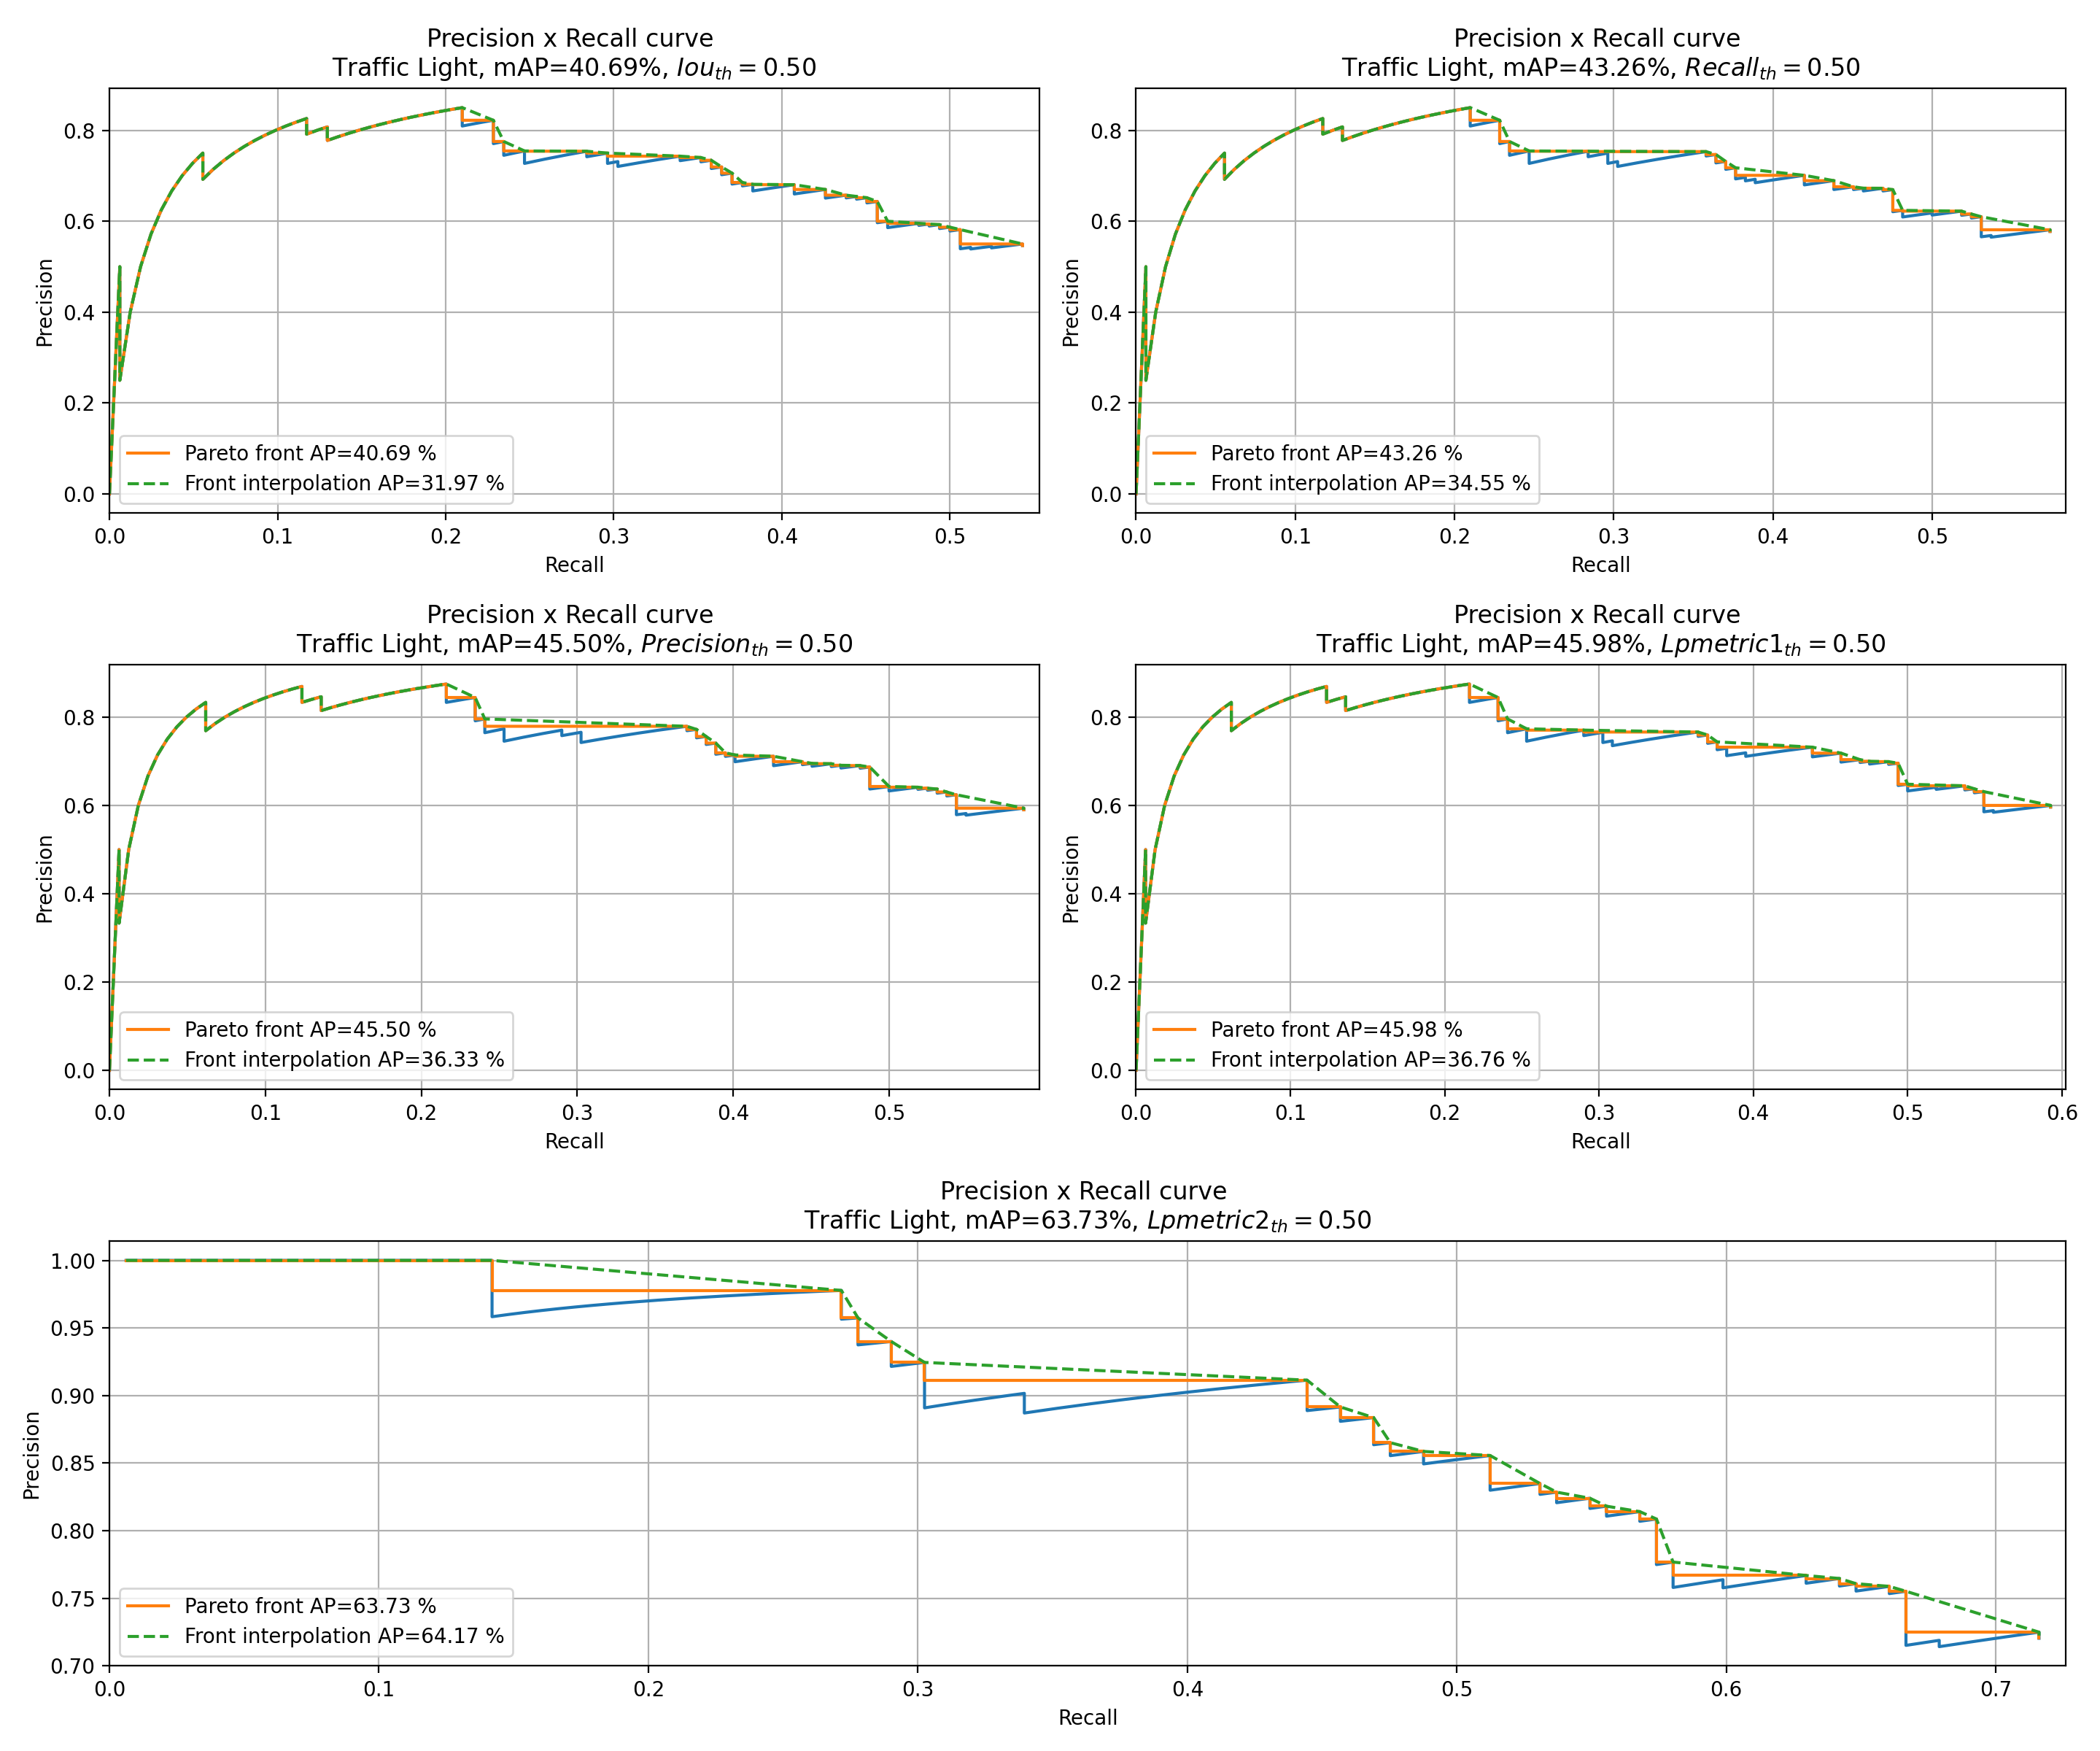 Precision x Recall curve
Traffic Light, mAP=40.69%, Iou_th = 0.50
Precision
0.8
0.6
0.4
0.2
0.0
Pareto front AP=40.69 %
Front interpolation AP=31.97 %
0.0 0.1 0.2 0.3 0.4 0.5
Recall
Precision x Recall curve
Traffic Light, mAP=43.26%, Recall_th = 0.50
Precision
0.8
0.6
0.4
0.2
0.0
Pareto front AP=43.26 %
Front interpolation AP=34.55 %
0.0 0.1 0.2 0.3 0.4 0.5
Recall
Precision x Recall curve
Traffic Light, mAP=45.50%, Precision_th = 0.50
Precision
0.8
0.6
0.4
0.2
0.0
Pareto front AP=45.50 %
Front interpolation AP=36.33 %
0.0 0.1 0.2 0.3 0.4 0.5
Recall
Precision x Recall curve
Traffic Light, mAP=45.98%, Lpmetric1_th = 0.50
Precision
0.8
0.6
0.4
0.2
0.0
Pareto front AP=45.98 %
Front interpolation AP=36.76 %
0.0 0.1 0.2 0.3 0.4 0.5 0.6
Recall
Precision x Recall curve
Traffic Light, mAP=63.73%, Lpmetric2_th = 0.50
Precision
1.00
0.95
0.90
0.85
0.80
0.75
0.70
Pareto front AP=63.73 %
Front interpolation AP=64.17 %
0.0 0.1 0.2 0.3 0.4 0.5 0.6 0.7
Recall